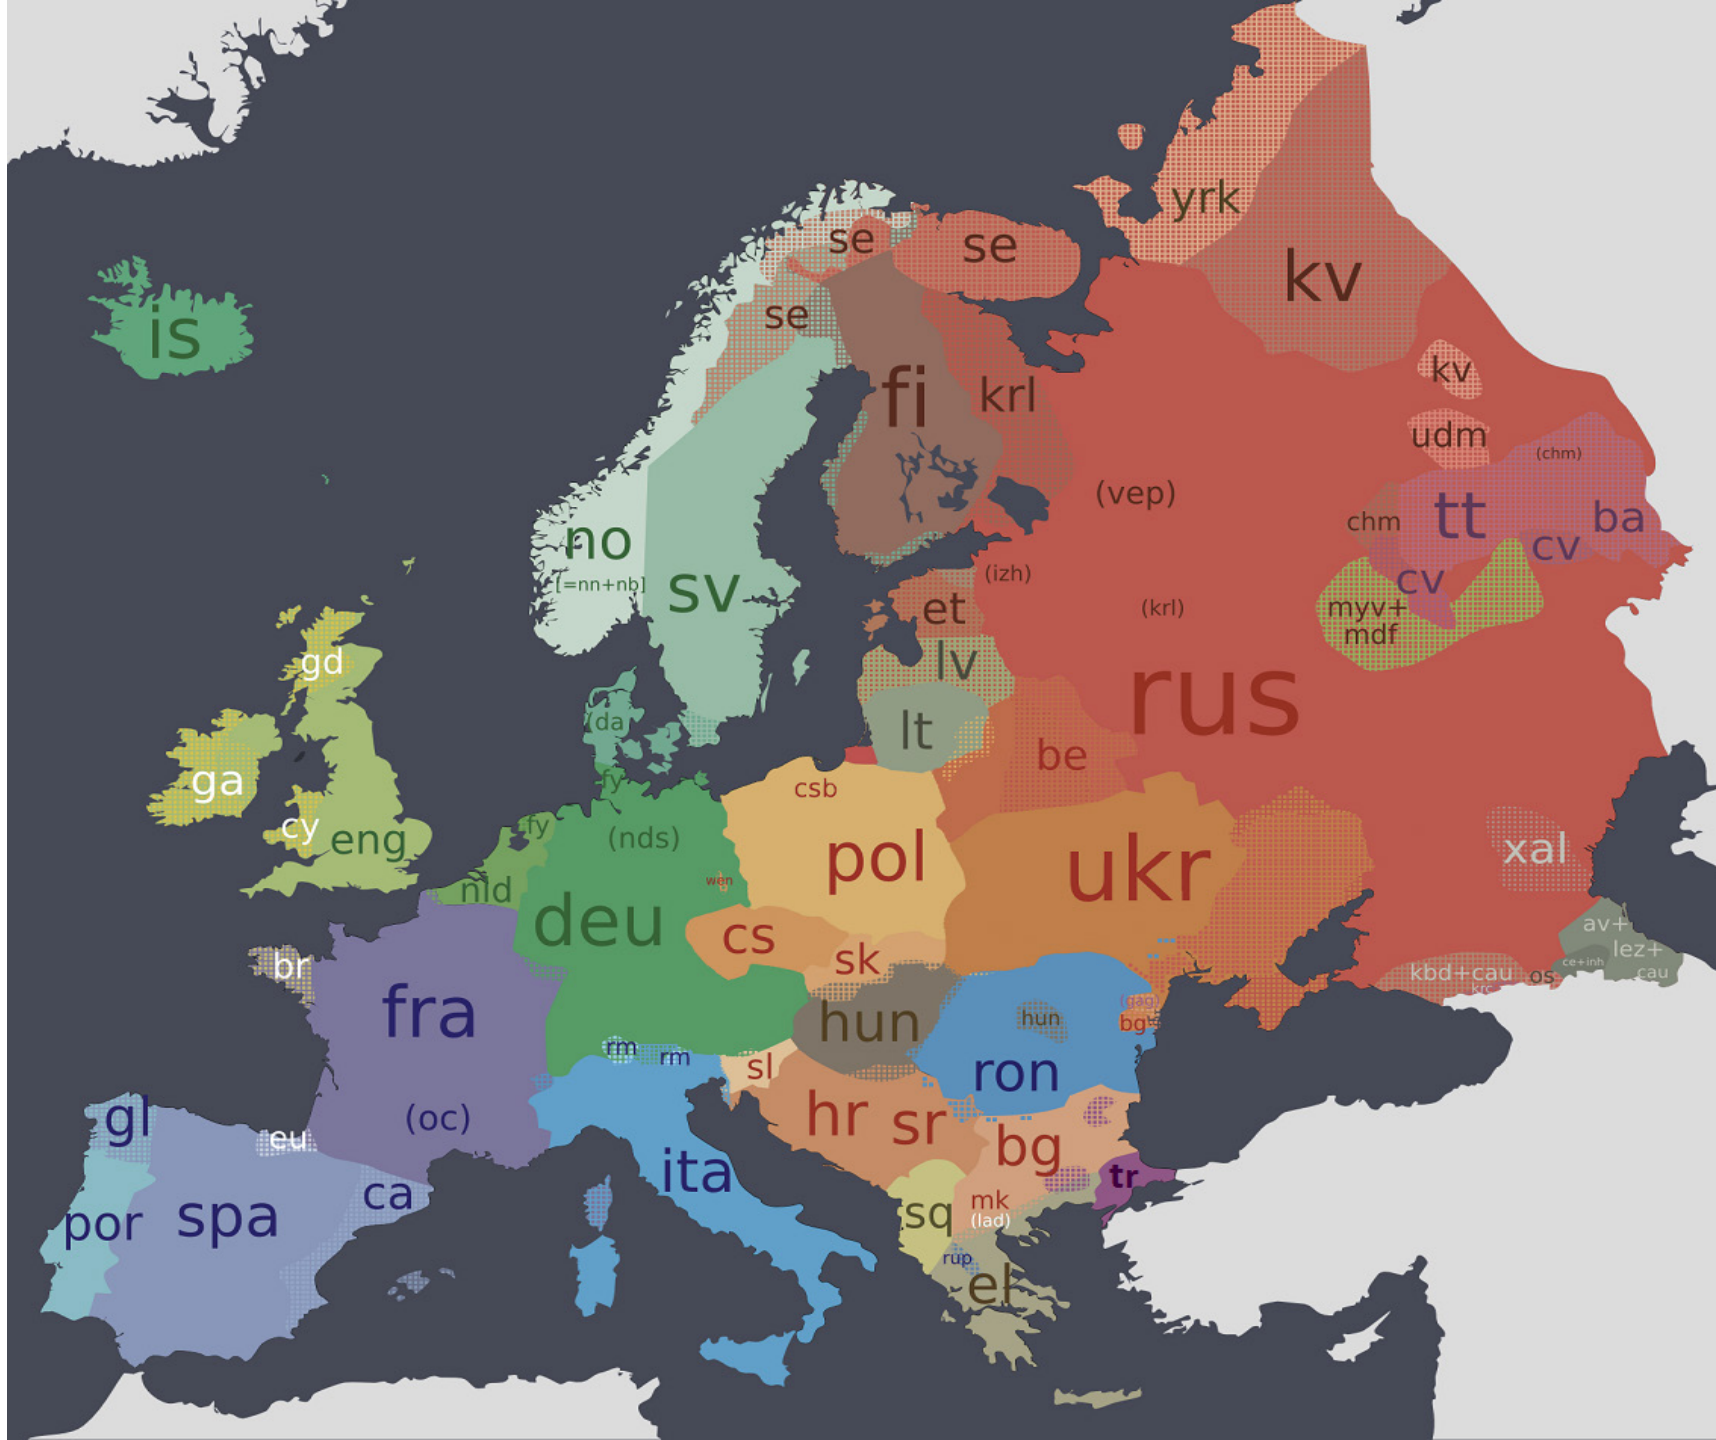 yrk
se
se
kv
is
se
kv
fi
krl
udm
(chm)
(vep)
tt
ba
chm
cv
no
[=nn+nb]
sv
(izh)
cv
et
(krl)
myv+
mdf
gd
lv
rus
(da
lt
be
ga
fy
csb
cy
eng
fy
(nds)
pol
ukr
xal
nld
wen
deu
cs
av+
lez+
sk
ce+inh
cau
br
kbd+cau
os
krc
fra
hun
hun
(gag)
bg
rm
rm
sl
ron
gl
(oc)
hr
sr
eu
bg
ita
tr
ca
por
spa
sq
mk
(lad)
rup
el